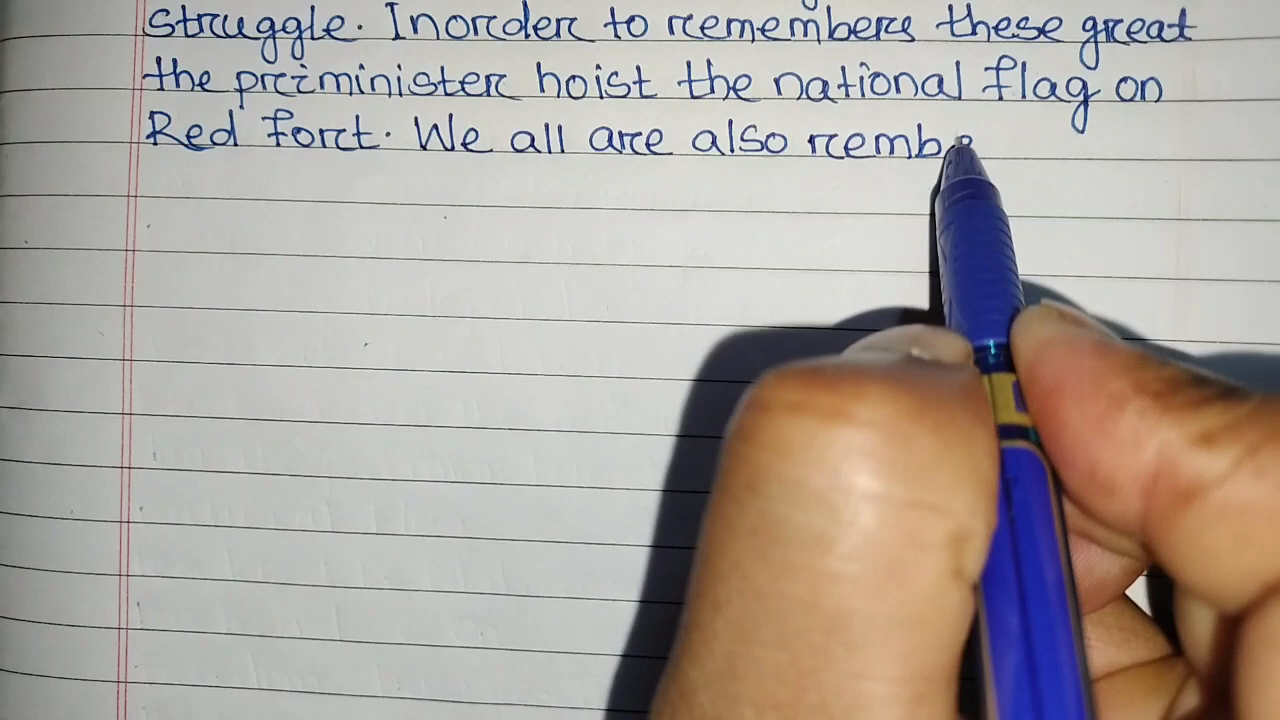 struggle. Inorder to remembers these great
the priminister hoist the national flag on
Red fort. We all are also rembe